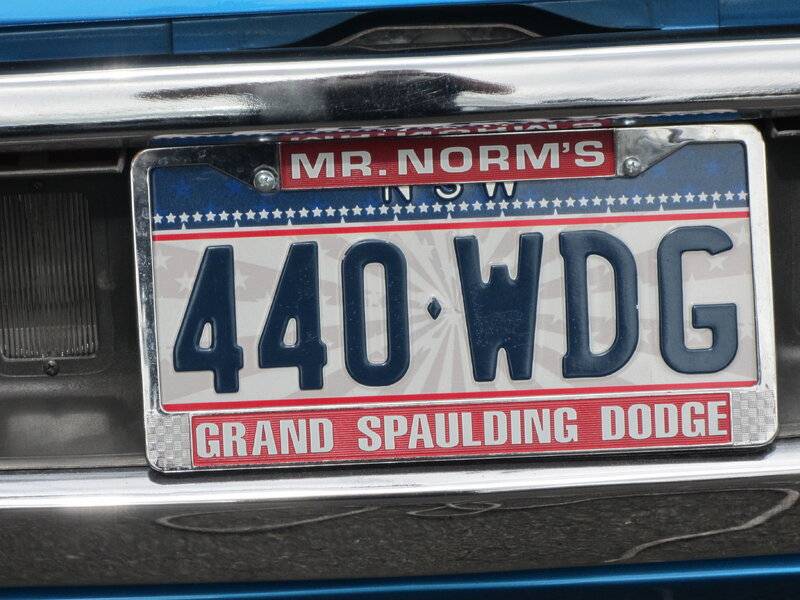 MR. NORM'S
NSW
440·WDG
GRAND SPAULDING DODGE